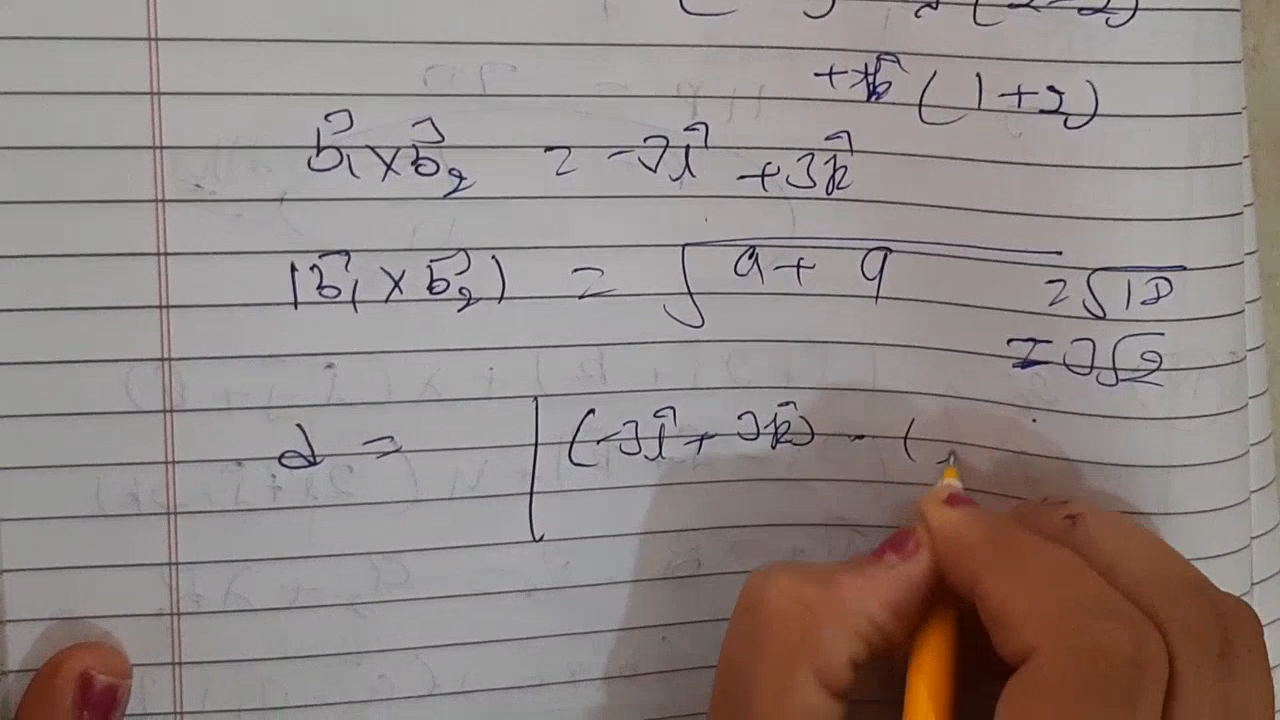 +k̂ (1+2)
b⃗₁×b⃗₂ = -3î +3k̂
|b⃗₁ × b⃗₂| = √9+9 = √18
= 3√2
d = |(-3î + 3k̂) . (